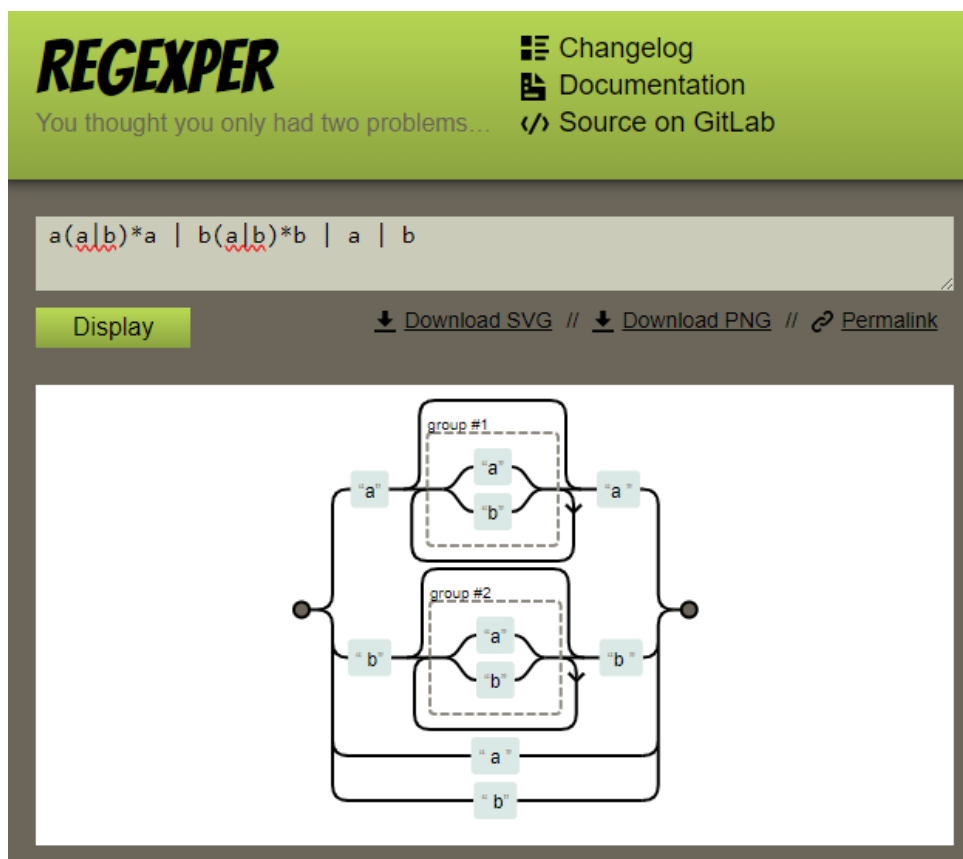 REGEXPER
You thought you only had two problems...
Changelog
Documentation
Source on GitLab
a(a|b)*a | b(a|b)*b | a | b
Display
Download SVG // Download PNG // Permalink
group #1
“a”
“a”
“b”
“a ”
group #2
“ b”
“a”
“b”
“b ”
“ a ”
“ b”